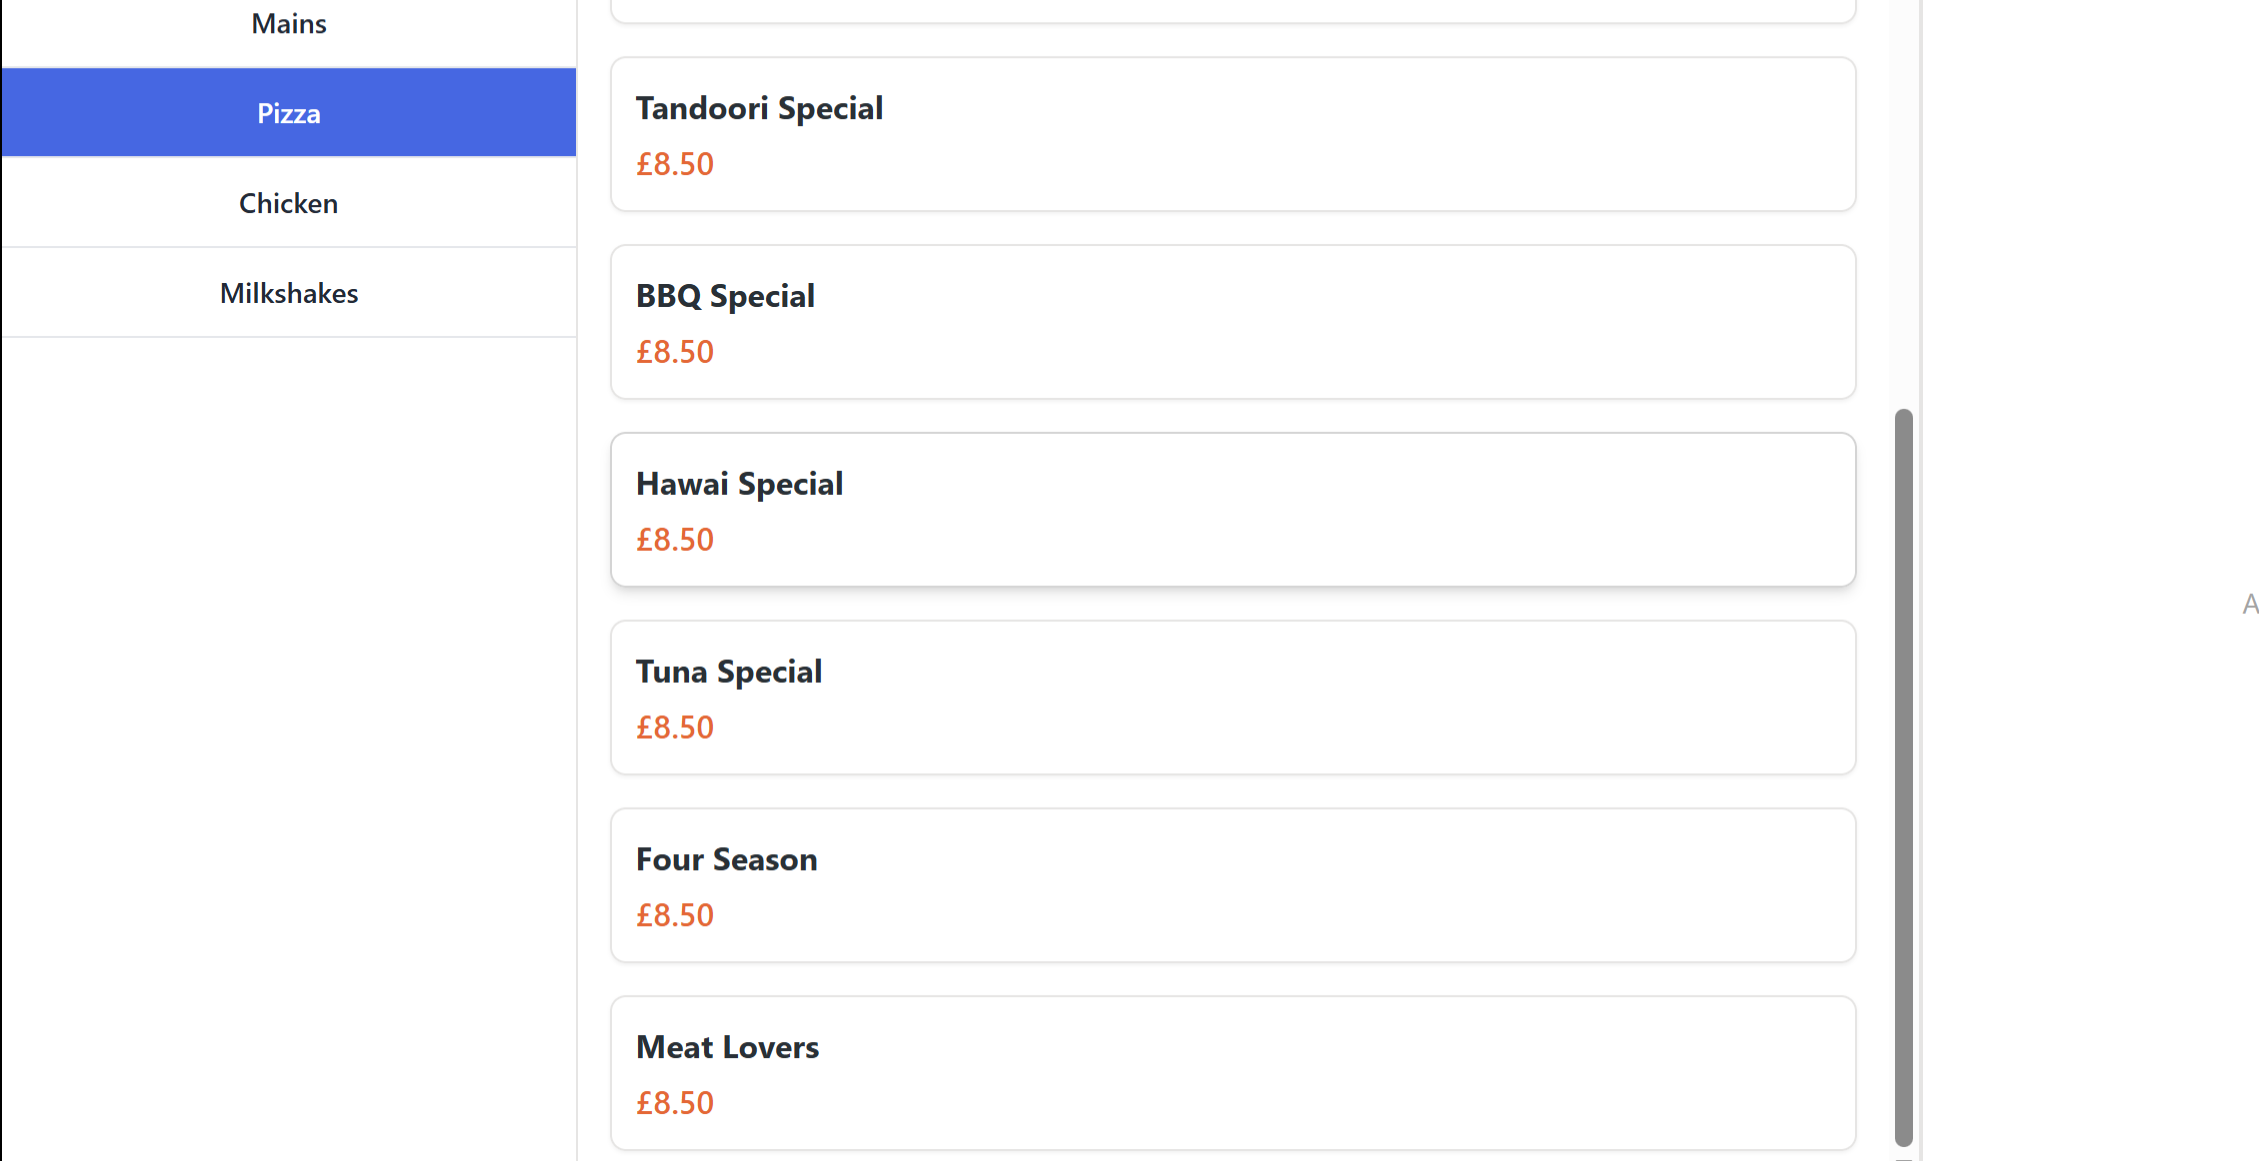 Mains
Pizza
Chicken
Milkshakes
Tandoori Special
£8.50
BBQ Special
£8.50
Hawai Special
£8.50
Tuna Special
£8.50
Four Season
£8.50
Meat Lovers
£8.50
A